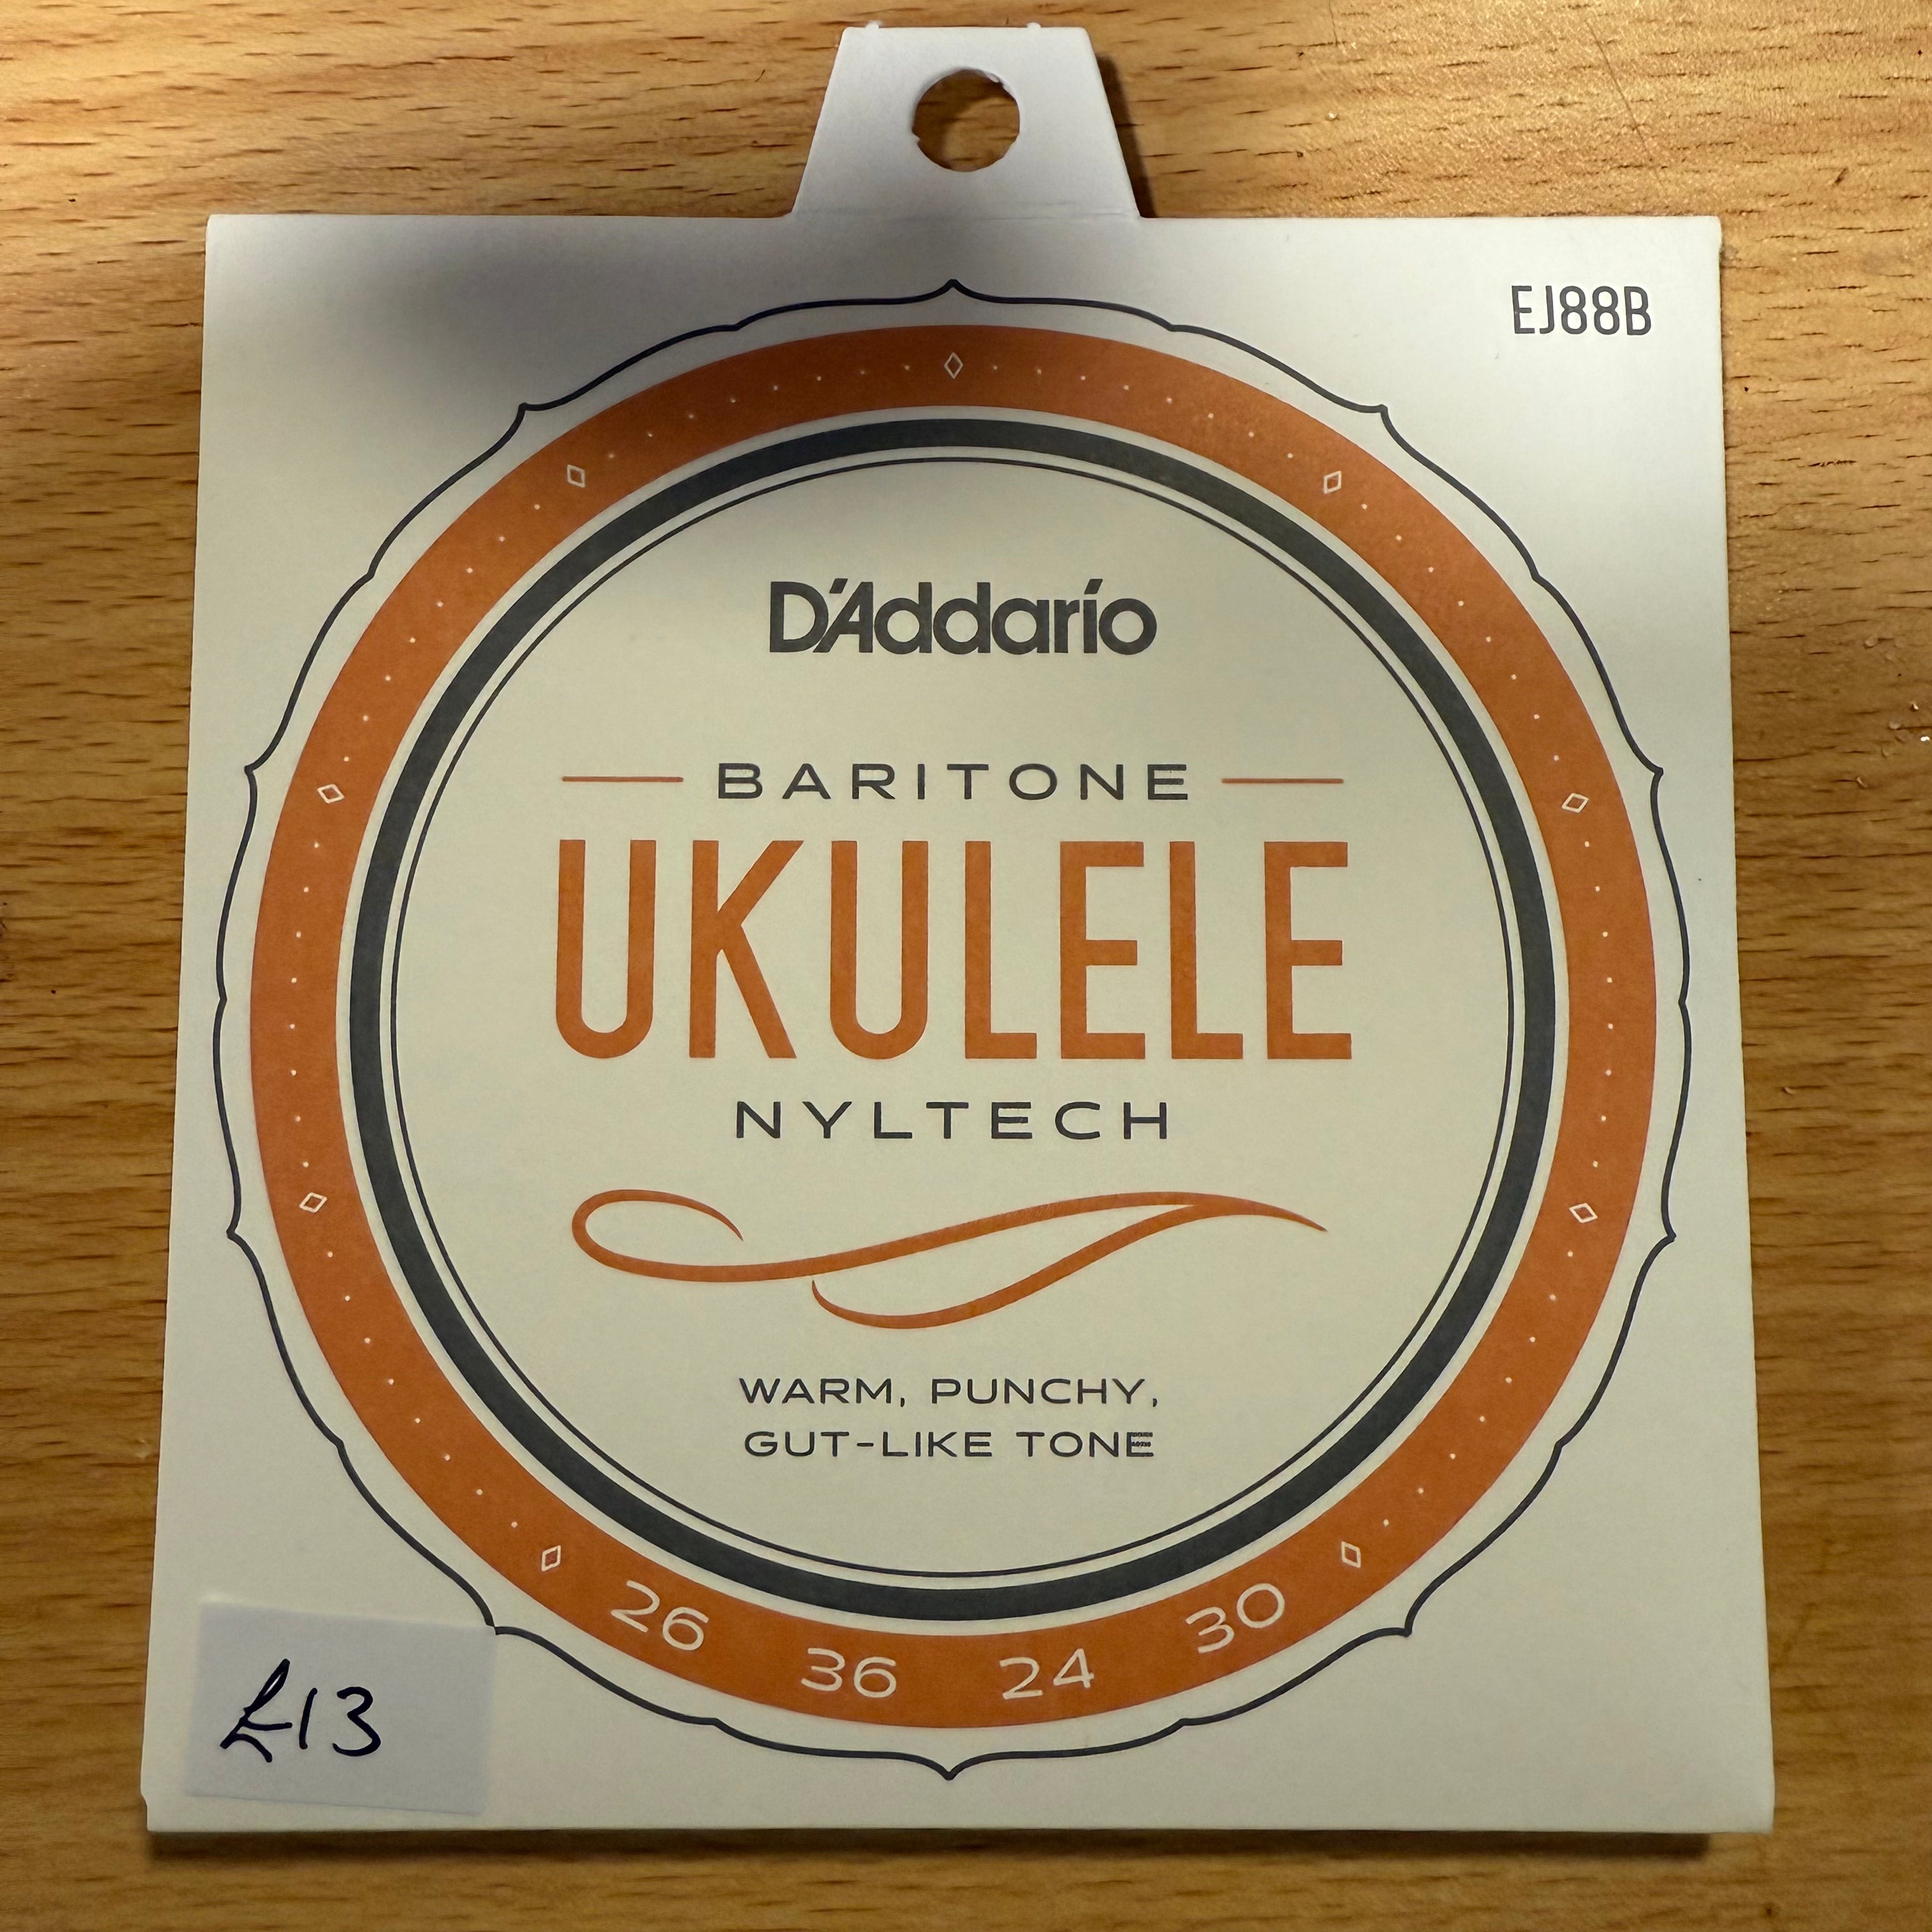 EJ88B
D'Addario
BARITONE
UKULELE
NYLTECH
WARM, PUNCHY,
GUT-LIKE TONE
26 36 24 30
£13